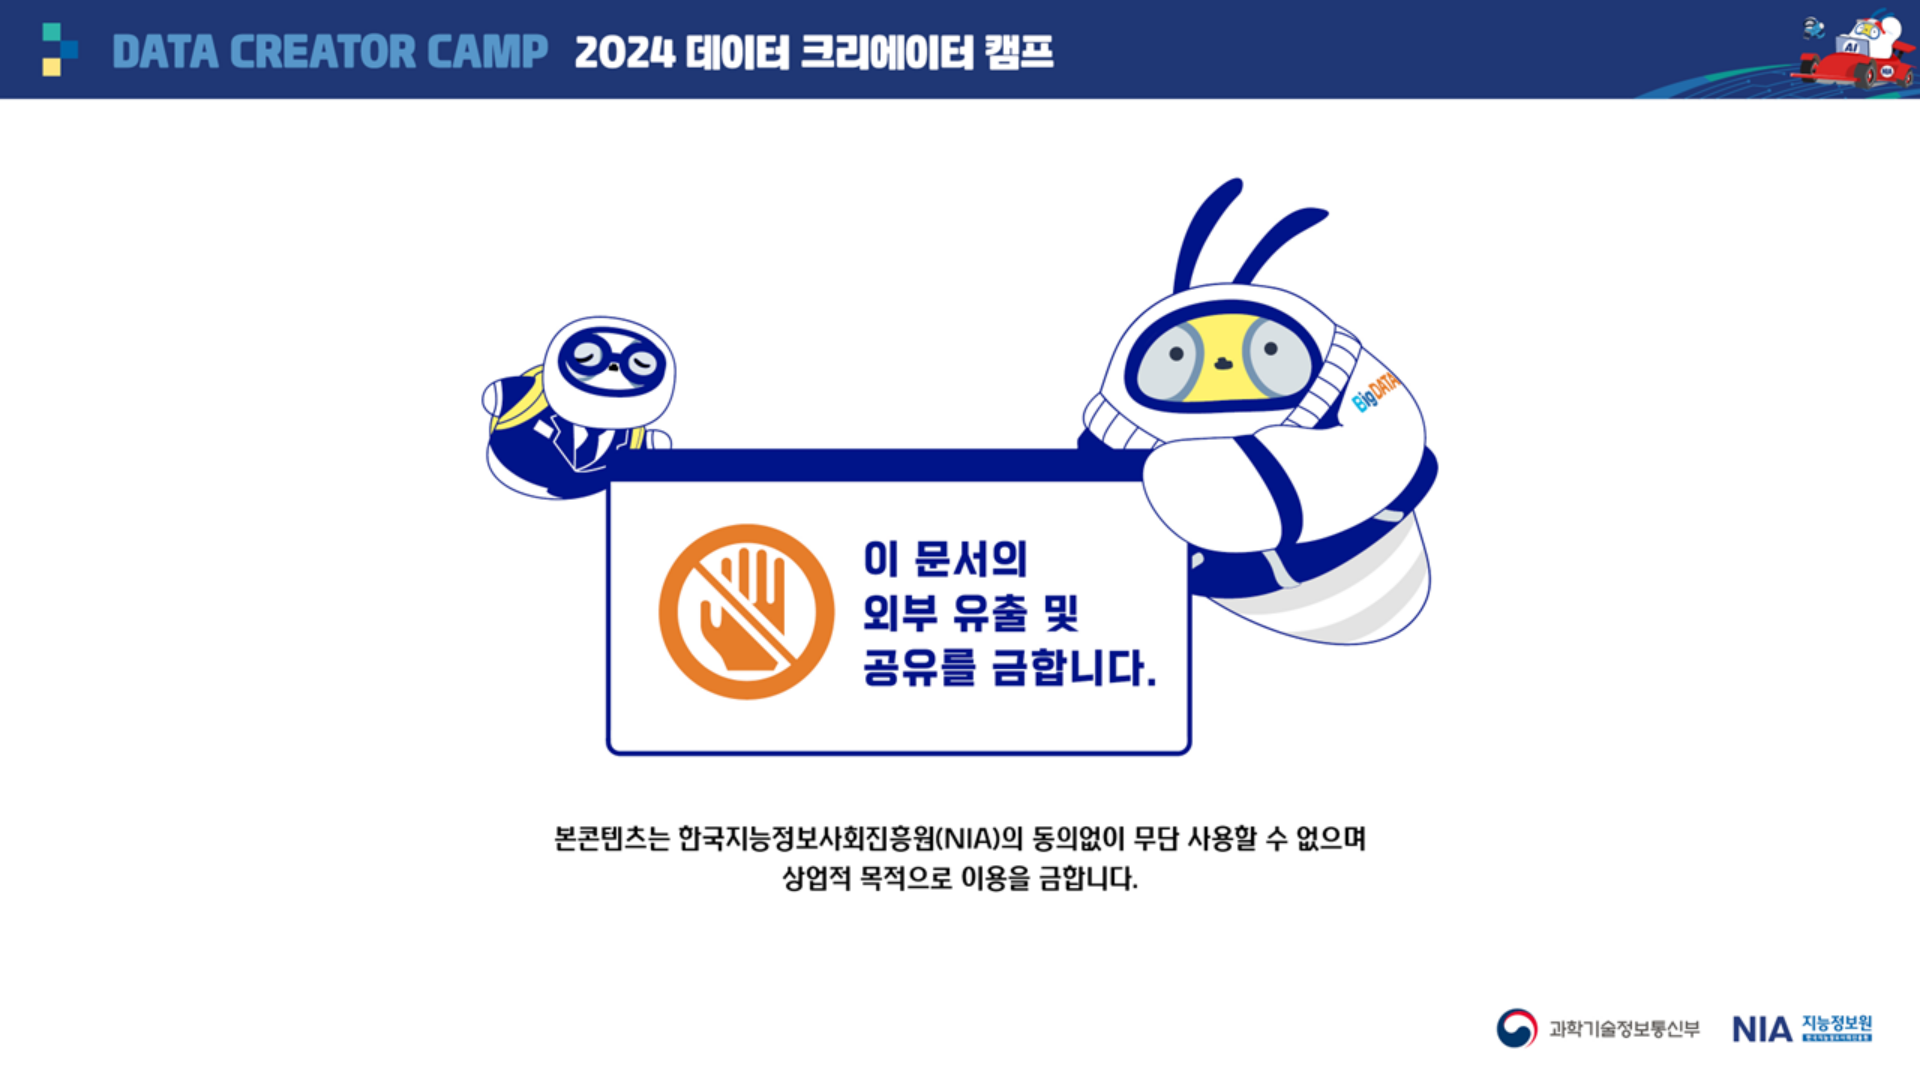 DATA CREATOR CAMP 2024 데이터 크리에이터 캠프
AI
NIA
BigDATA
이 문서의
외부 유출 및
공유를 금합니다.
본콘텐츠는 한국지능정보사회진흥원(NIA)의 동의없이 무단 사용할 수 없으며
상업적 목적으로 이용을 금합니다.
과학기술정보통신부
NIA 지능정보원